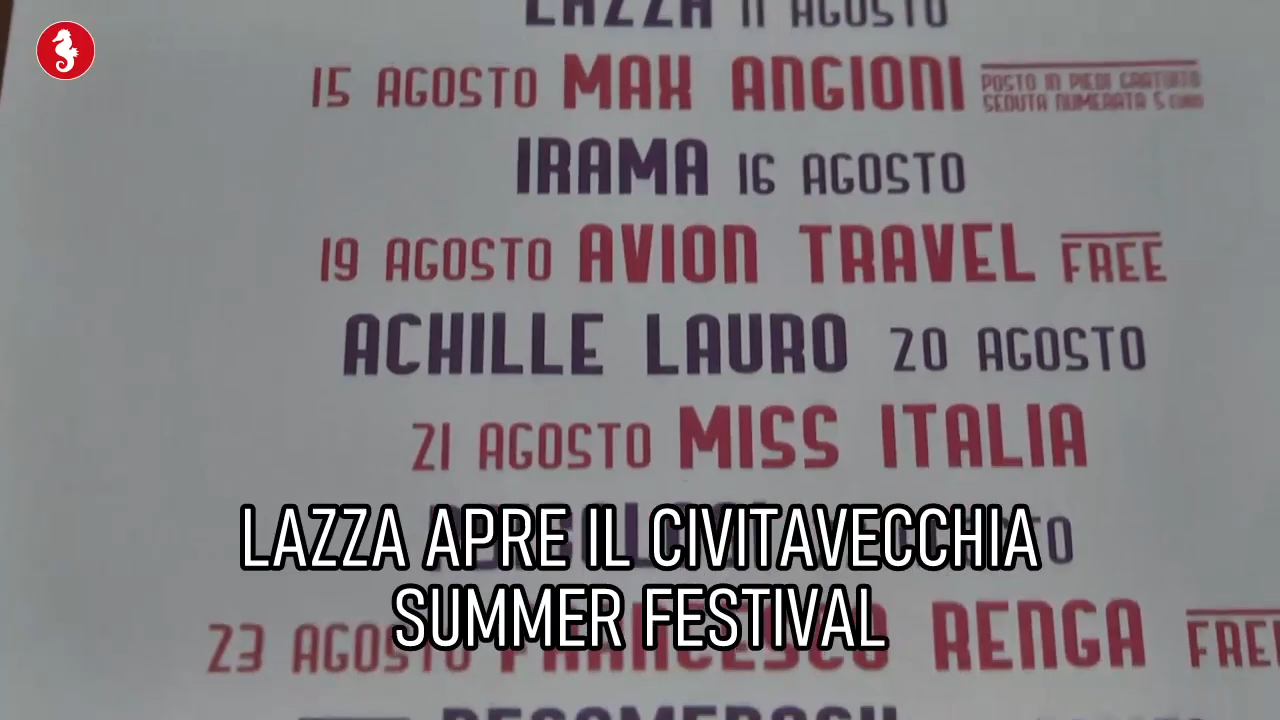 LAZZA 11 AGOSTO
15 AGOSTO MAX ANGIONI POSTO IN PIEDI GRATUITO
SEDUTA NUMERATA 5 EURO
IRAMA 16 AGOSTO
19 AGOSTO AVION TRAVEL FREE
ACHILLE LAURO 20 AGOSTO
21 AGOSTO MISS ITALIA
LAZZA APRE IL CIVITAVECCHIA
SUMMER FESTIVAL
23 AGOSTO FRANCESCO RENGA FREE